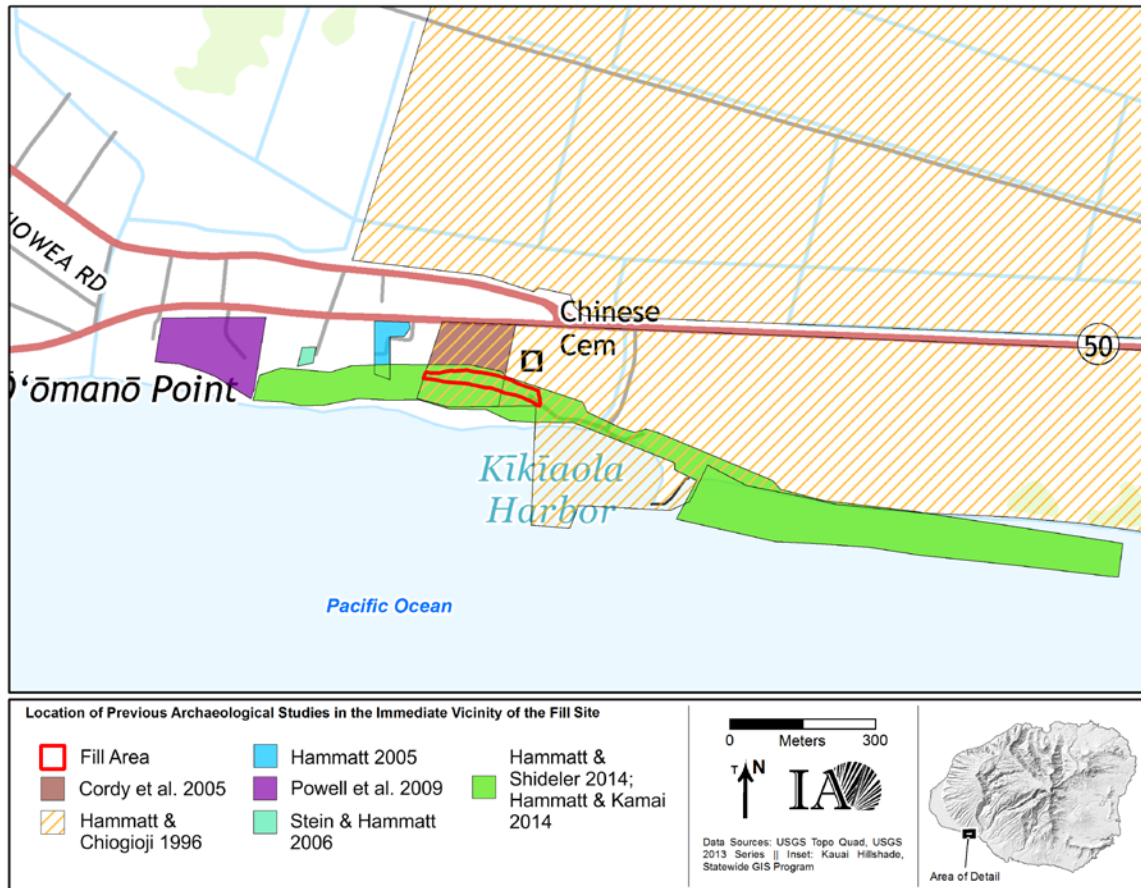 IOWEA RD
Chinese
Cem
50
ʻōmanō Point
Kīkīaola
Harbor
Pacific Ocean
Location of Previous Archaeological Studies in the Immediate Vicinity of the Fill Site
Fill Area
Cordy et al. 2005
Hammatt &
Chiogioji 1996
Hammatt 2005
Powell et al. 2009
Stein & Hammatt
2006
Hammatt &
Shideler 2014;
Hammatt & Kamai
2014
0 Meters 300
T N
IA
Data Sources: USGS Topo Quad, USGS
2013 Series || Inset: Kauai Hillshade,
Statewide GIS Program
Area of Detail